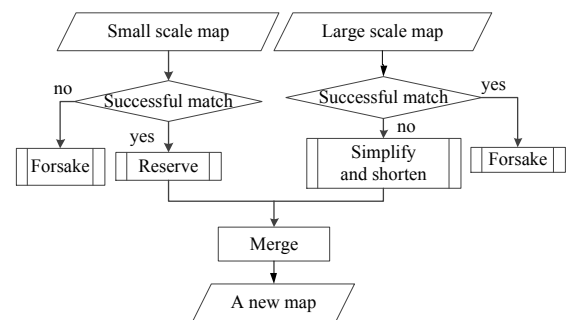 Small scale map
Large scale map
no
Successful match
Successful match
yes
yes
no
Forsake
Reserve
Simplify
and shorten
Forsake
Merge
A new map